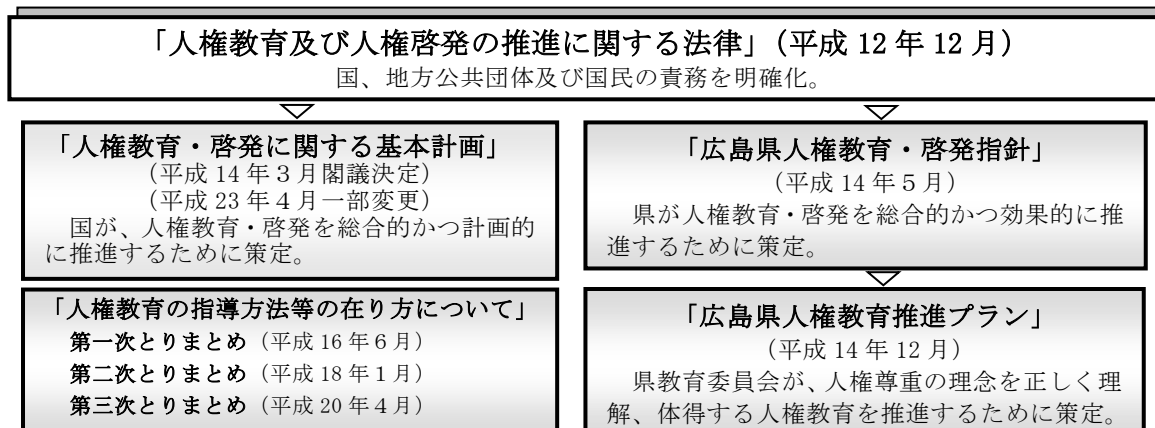 「人権教育及び人権啓発の推進に関する法律」(平成 12 年 12 月)
国、地方公共団体及び国民の責務を明確化。
「人権教育・啓発に関する基本計画」
(平成 14 年３月閣議決定)
(平成 23 年４月一部変更)
国が、人権教育・啓発を総合的かつ計画的
に推進するために策定。
「人権教育の指導方法等の在り方について」
第一次とりまとめ（平成 16 年６月）
第二次とりまとめ（平成 18 年１月）
第三次とりまとめ（平成 20 年４月）
「広島県人権教育・啓発指針」
（平成 14 年５月）
県が人権教育・啓発を総合的かつ効果的に推
進するために策定。
「広島県人権教育推進プラン」
（平成 14 年 12 月）
県教育委員会が、人権尊重の理念を正しく理
解、体得する人権教育を推進するために策定。